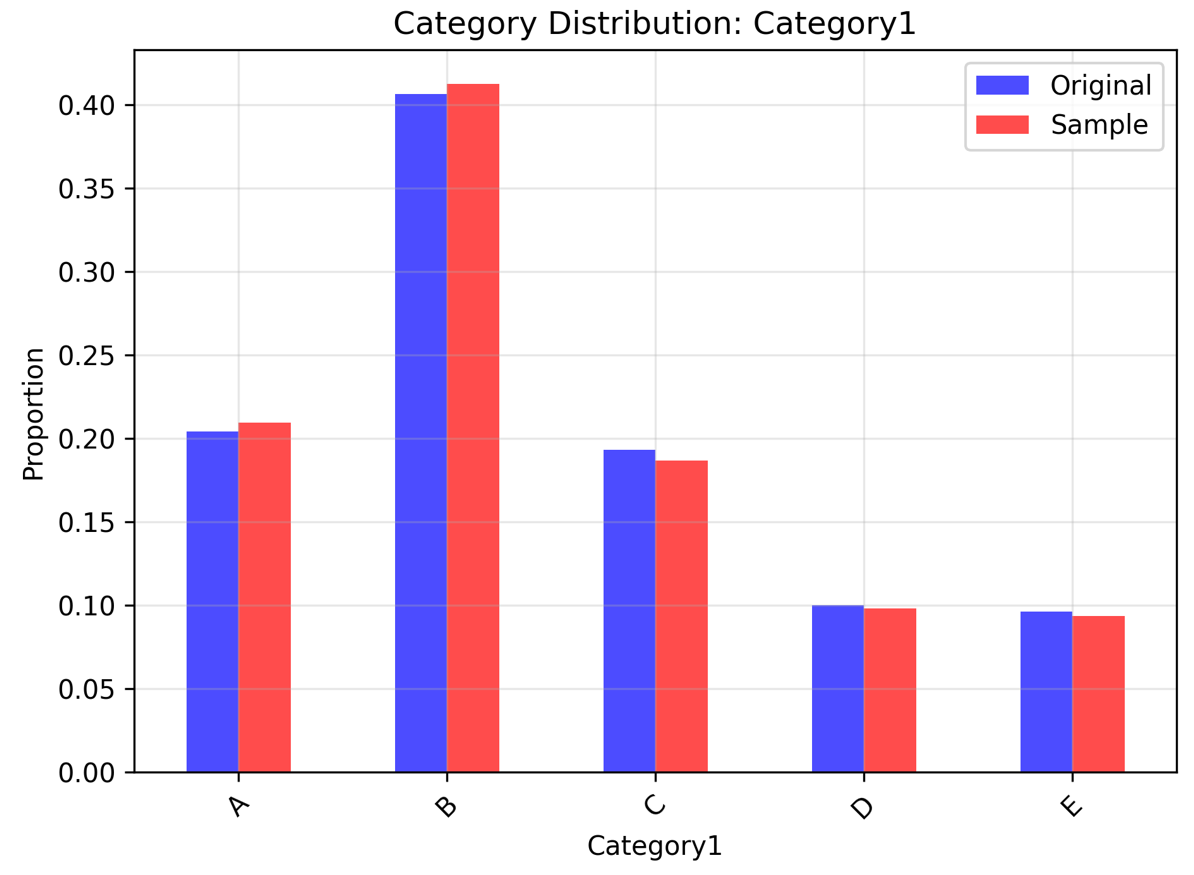 Category Distribution: Category1
Original
Sample
Proportion
0.40
0.35
0.30
0.25
0.20
0.15
0.10
0.05
0.00
A
B
C
D
E
Category1